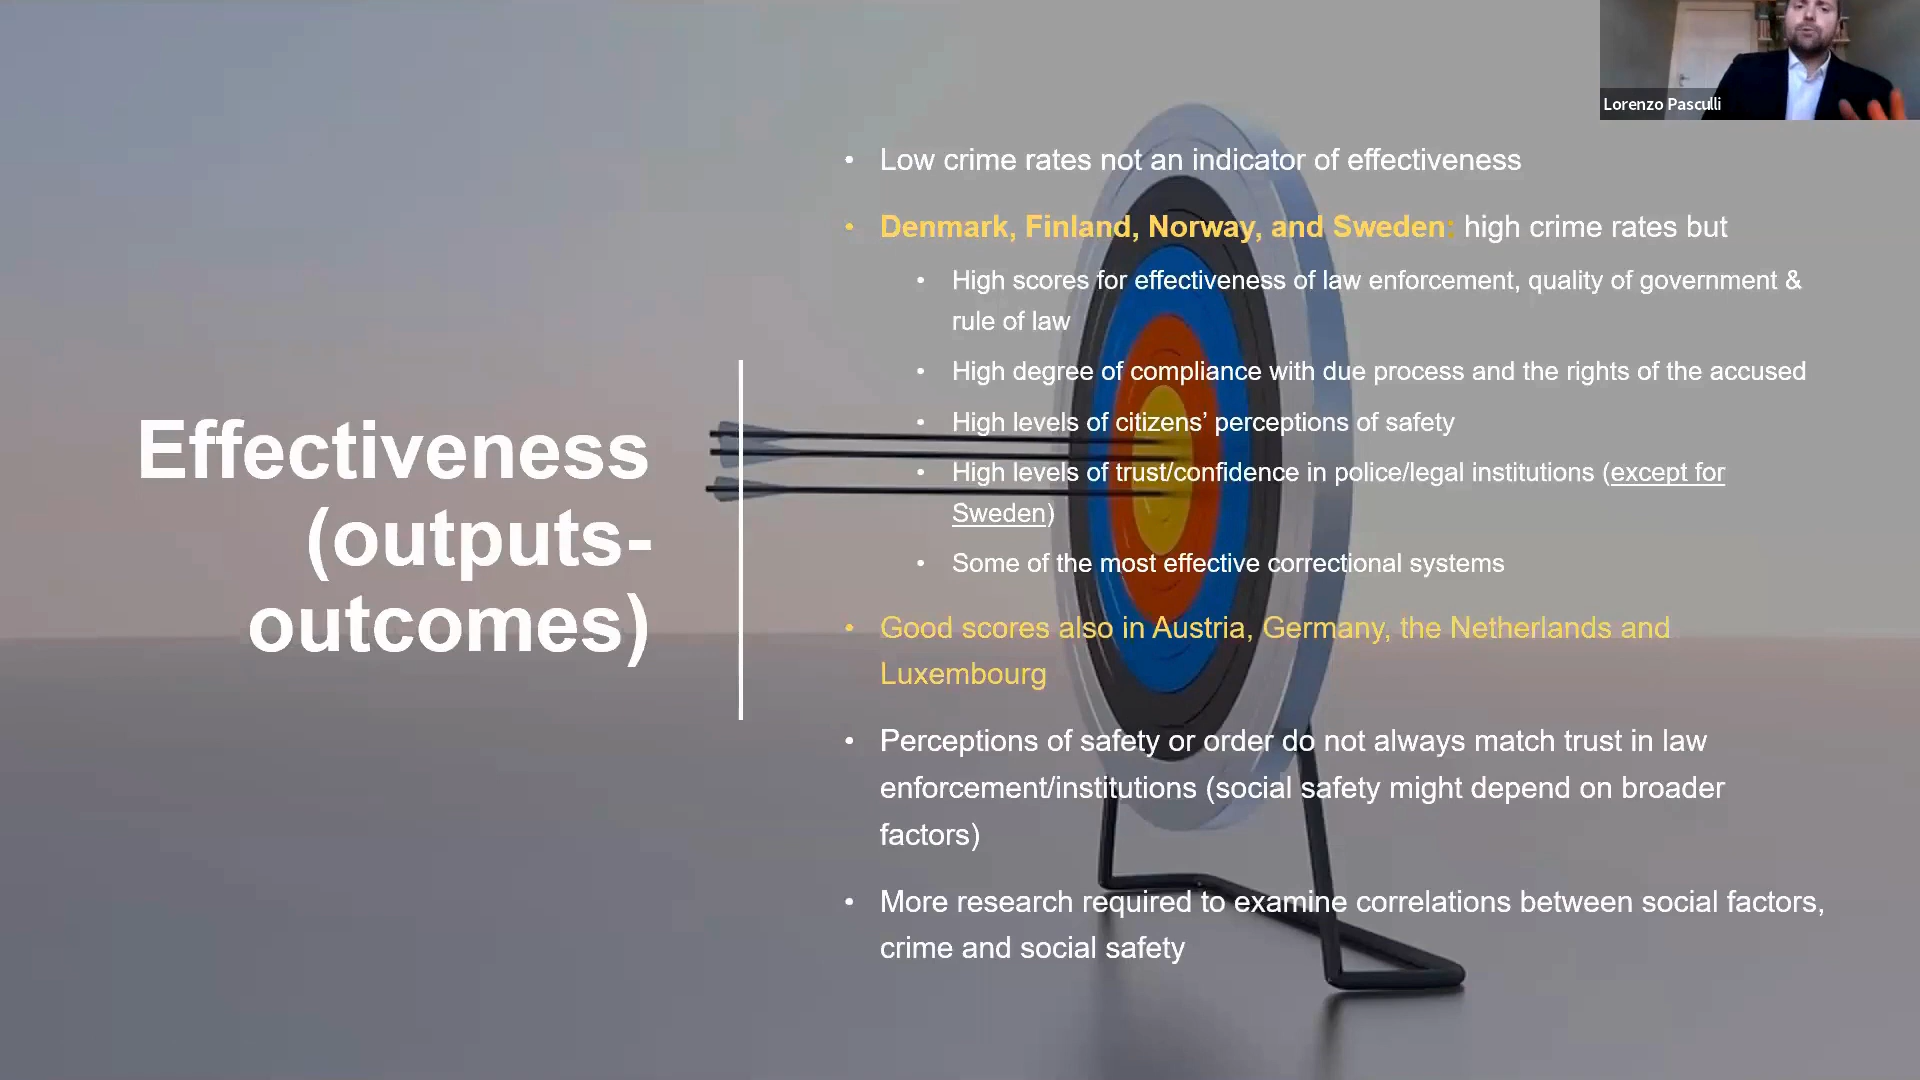 Lorenzo Pasculli
Effectiveness
(outputs-
outcomes)
• Low crime rates not an indicator of effectiveness
• Denmark, Finland, Norway, and Sweden: high crime rates but
• High scores for effectiveness of law enforcement, quality of government &
rule of law
• High degree of compliance with due process and the rights of the accused
• High levels of citizens’ perceptions of safety
• High levels of trust/confidence in police/legal institutions (except for
Sweden)
• Some of the most effective correctional systems
• Good scores also in Austria, Germany, the Netherlands and
Luxembourg
• Perceptions of safety or order do not always match trust in law
enforcement/institutions (social safety might depend on broader
factors)
• More research required to examine correlations between social factors,
crime and social safety